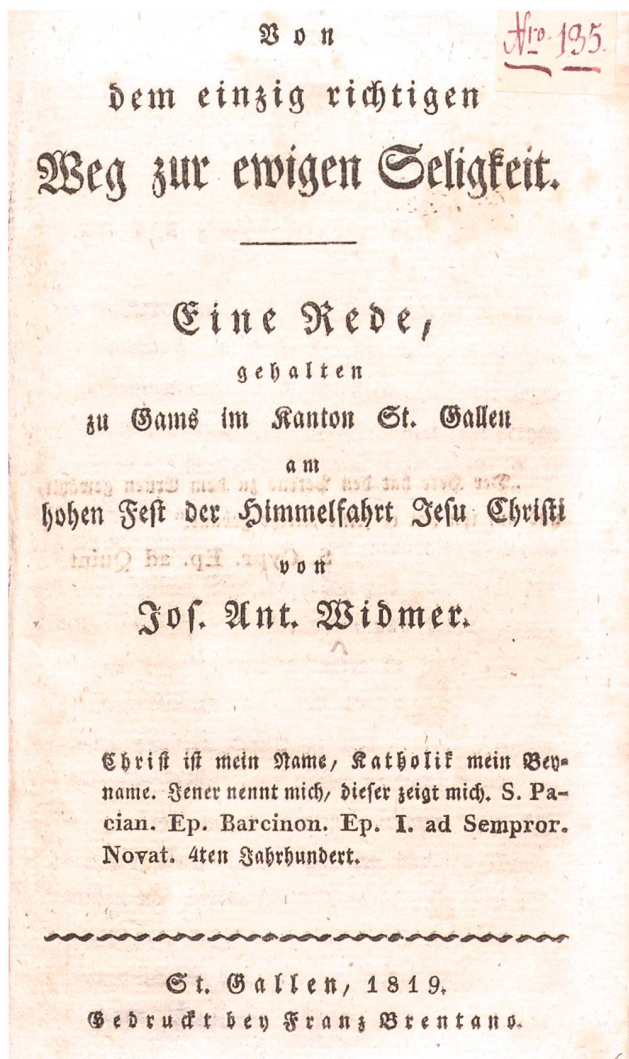 Von
Nro. 135.
dem einzig richtigen
Weg zur ewigen Seligkeit.
Eine Rede,
gehalten
zu Gams im Kanton St. Gallen
am
hohen Fest der Himmelfahrt Jesu Christi
von
Jos. Ant. Widmer.
Christ ist mein Name, Katholik mein Bey-
name. Jener nennt mich, dieser zeigt mich. S. Pa-
cian. Ep. Barcinon. Ep. I. ad Sempror.
Novat. 4ten Jahrhundert.
St. Gallen, 1819.
Gedruckt bey Franz Brentano.